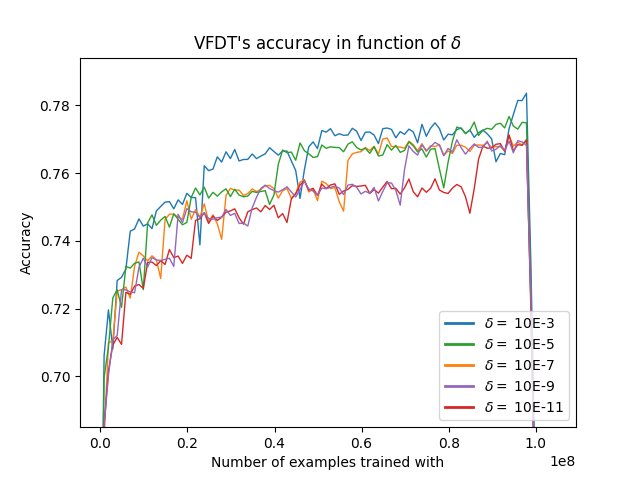 VFDT's accuracy in function of δ
Accuracy
0.78
0.76
0.74
0.72
0.70
0.0 0.2 0.4 0.6 0.8 1.0
1e8
Number of examples trained with
δ = 10E-3
δ = 10E-5
δ = 10E-7
δ = 10E-9
δ = 10E-11